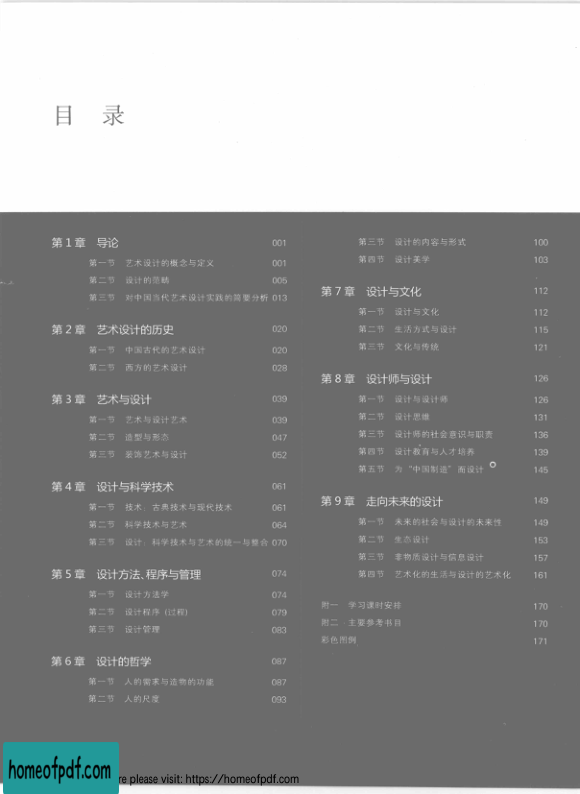 目 录
第1章 导论 001
第一节 艺术设计的概念与定义 001
第二节 设计的范畴 005
第三节 对中国当代艺术设计实践的简要分析 013
第2章 艺术设计的历史 020
第一节 中国古代的艺术设计 020
第二节 西方的艺术设计 028
第3章 艺术与设计 039
第一节 艺术与设计艺术 039
第二节 造型与形态 047
第三节 装饰艺术与设计 052
第4章 设计与科学技术 061
第一节 技术：古典技术与现代技术 061
第二节 科学技术与艺术 064
第三节 设计：科学技术与艺术的统一与整合 070
第5章 设计方法、程序与管理 074
第一节 设计方法学 074
第二节 设计程序（过程） 079
第三节 设计管理 083
第6章 设计的哲学 087
第一节 人的需求与造物的功能 087
第二节 人的尺度 093
第三节 设计的内容与形式 100
第四节 设计美学 103
第7章 设计与文化 112
第一节 设计与文化 112
第二节 生活方式与设计 115
第三节 文化与传统 121
第8章 设计师与设计 126
第一节 设计与设计师 126
第二节 设计思维 131
第三节 设计师的社会意识与职责 136
第四节 设计教育与人才培养 139
第五节 为“中国制造”而设计 145
第9章 走向未来的设计 149
第一节 未来的社会与设计的未来性 149
第二节 生态设计 153
第三节 非物质设计与信息设计 157
第四节 艺术化的生活与设计的艺术化 161
附一 学习课时安排 170
附二 主要参考书目 170
彩色图例 171
homeofpdf.com
re please visit: https://homeofpdf.com